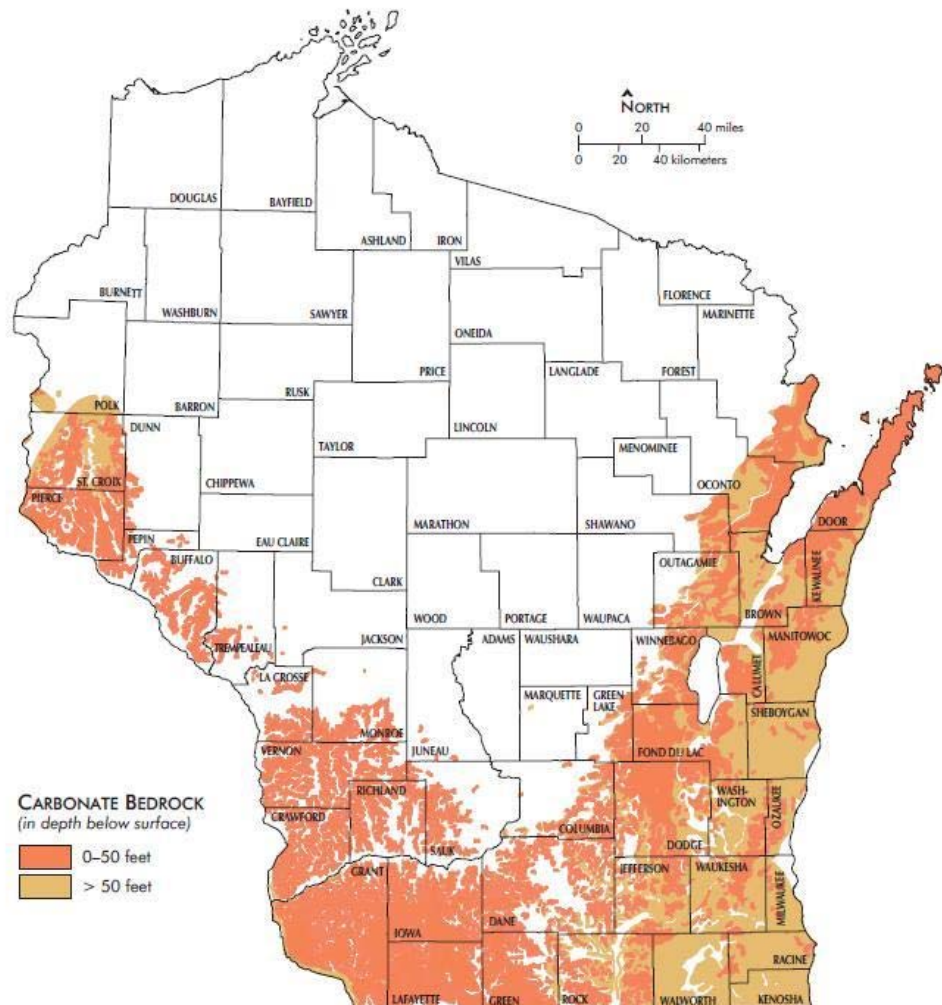 NORTH
0 20 40 miles
0 20 40 kilometers
DOUGLAS
BAYFIELD
ASHLAND
IRON
VILAS
FLORENCE
BURNETT
WASHBURN
SAWYER
ONEIDA
MARINETTE
PRICE
LANGLADE
FOREST
RUSK
POLK
BARRON
DUNN
TAYLOR
LINCOLN
MENOMINEE
OCONTO
ST. CROIX
CHIPPEWA
PIERCE
MARATHON
SHAWANO
DOOR
PEPIN
EAU CLAIRE
BUFFALO
OUTAGAMIE
KEWAUNEE
CLARK
WOOD
PORTAGE
WAUPACA
BROWN
TREMPEALEAU
JACKSON
ADAMS
WAUSHARA
WINNEBAGO
MANITOWOC
CALUMET
LA CROSSE
MARQUETTE
GREEN
LAKE
SHEBOYGAN
MONROE
VERNON
JUNEAU
FOND DU LAC
CARBONATE BEDROCK
(in depth below surface)
0–50 feet
> 50 feet
RICHLAND
WASH-
INGTON
OZAUKEE
CRAWFORD
SAUK
COLUMBIA
DODGE
GRANT
JEFFERSON
WAUKESHA
MILWAUKEE
IOWA
DANE
RACINE
LAFAYETTE
GREEN
ROCK
WALWORTH
KENOSHA